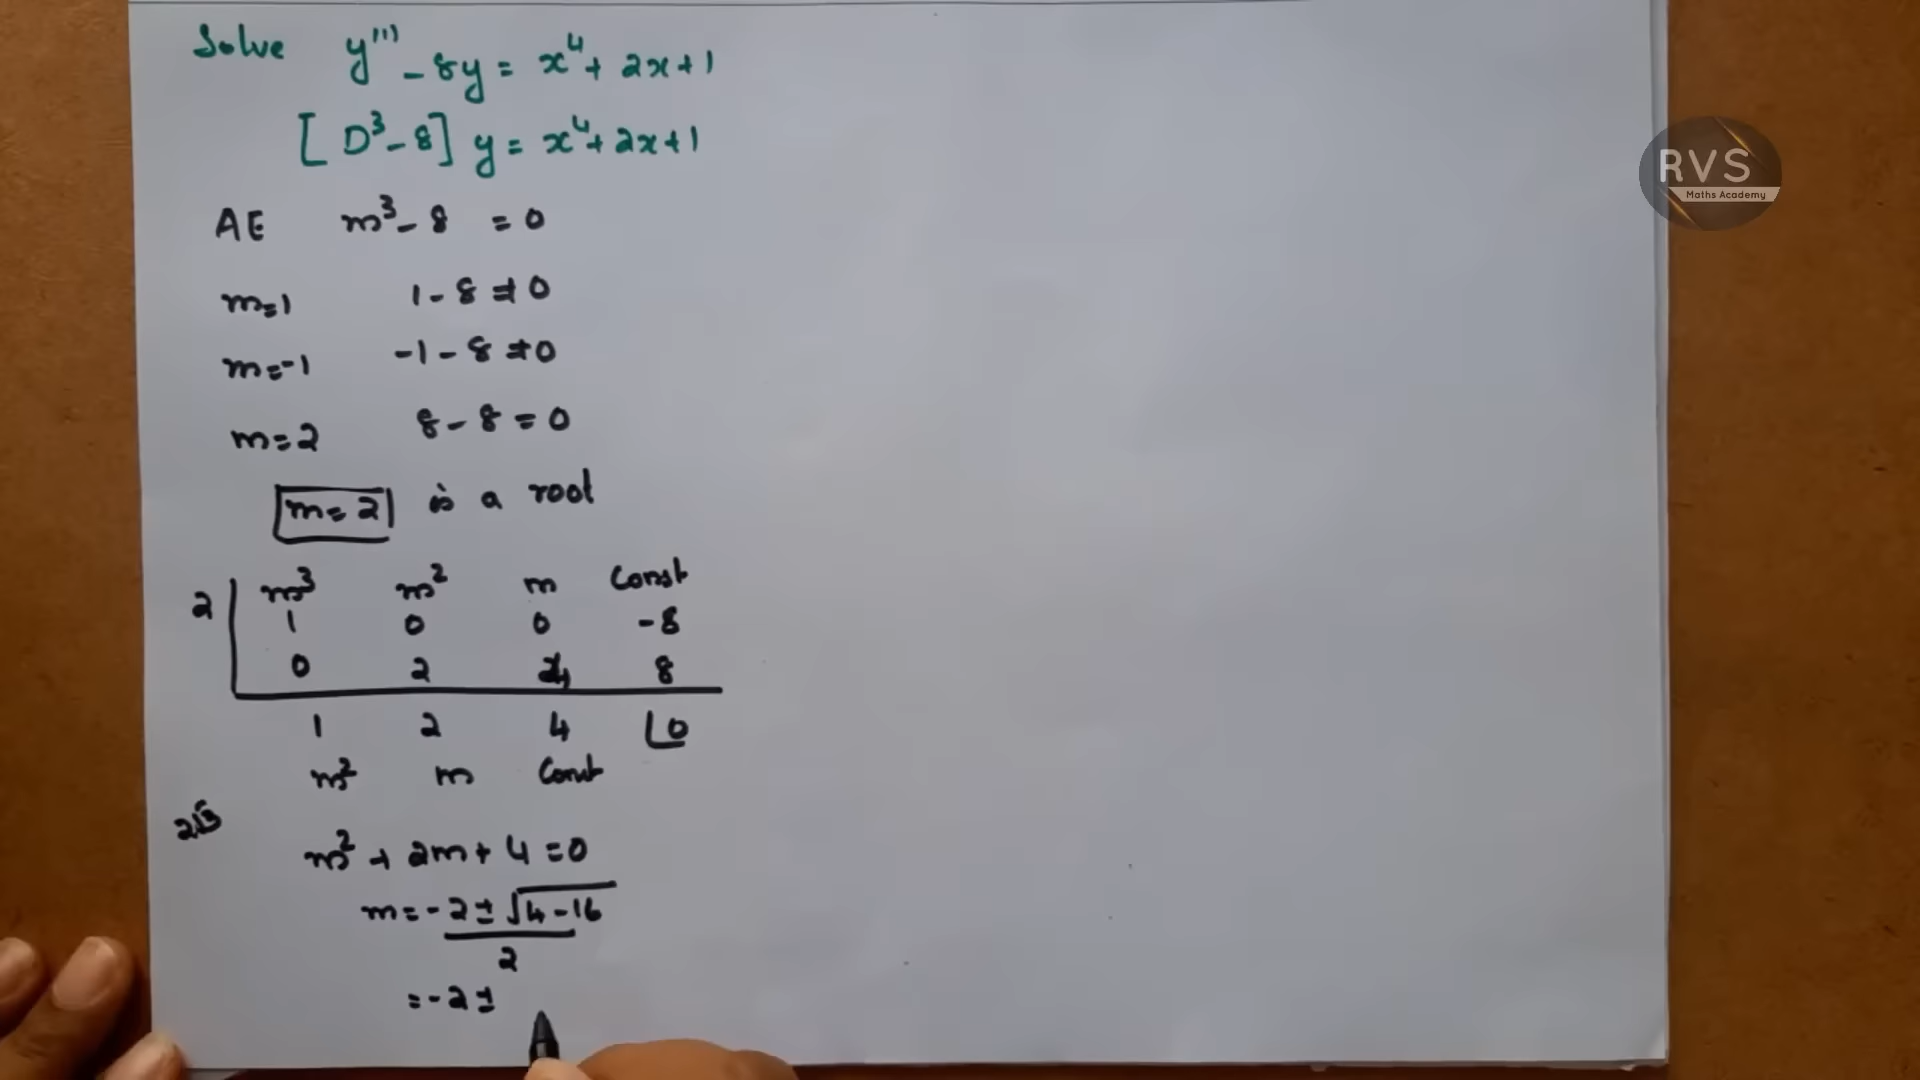 Solve y''' - 8y = x⁴ + 2x + 1
[D³ - 8] y = x⁴ + 2x + 1
AE m³ - 8 = 0
m=1 1 - 8 ≠ 0
m=-1 -1 - 8 ≠ 0
m=2 8 - 8 = 0
m=2 is a root
m³ m² m Const
2 1 0 0 -8
0 2 4 8
1 2 4 0
m² m Const
2√3
m² + 2m + 4 = 0
m = -2 ± √4-16
2
= -2 ±
RVS
Maths Academy